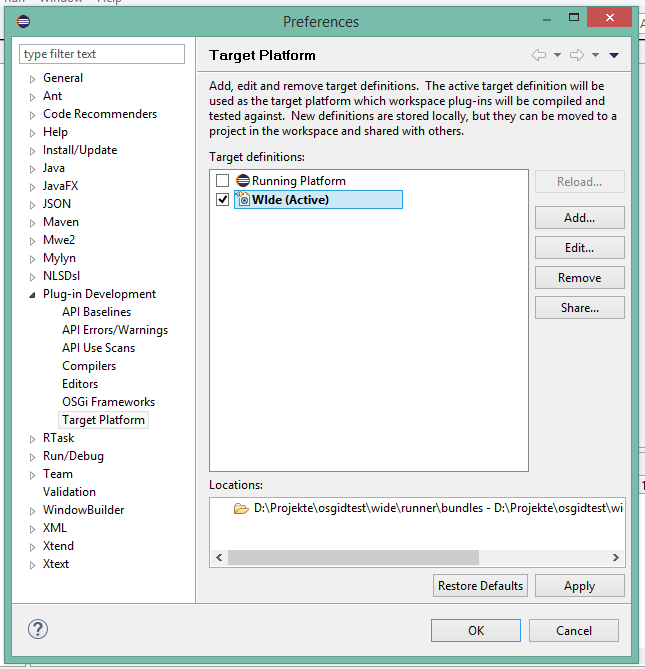 Preferences
type filter text
General
Ant
Code Recommenders
Help
Install/Update
Java
JavaFX
JSON
Maven
Mwe2
Mylyn
NLSDsl
Plug-in Development
API Baselines
API Errors/Warnings
API Use Scans
Compilers
Editors
OSGi Frameworks
Target Platform
RTask
Run/Debug
Team
Validation
WindowBuilder
XML
Xtend
Xtext
Target Platform
Add, edit and remove target definitions.  The active target definition will be
used as the target platform which workspace plug-ins will be compiled and
tested against.  New definitions are stored locally, but they can be moved to a
project in the workspace and shared with others.
Target definitions:
Running Platform
WIde (Active)
Reload...
Add...
Edit...
Remove
Share...
Locations:
D:\Projekte\osgidtest\wide\runner\bundles - D:\Projekte\osgidtest\wi
Restore Defaults
Apply
OK
Cancel